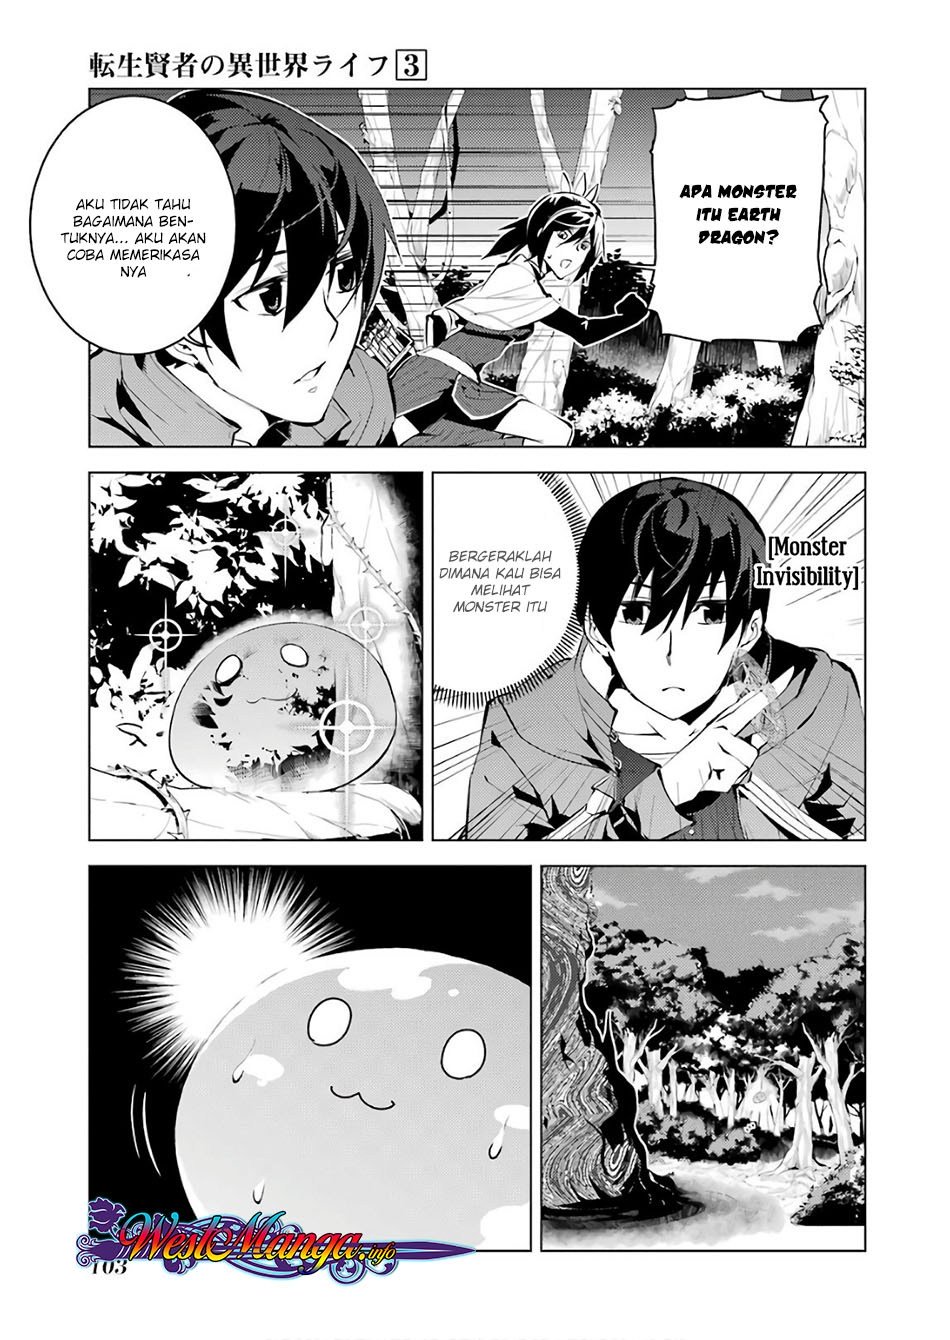 転生賢者の異世界ライフ 3
APA MONSTER
ITU EARTH
DRAGON?
AKU TIDAK TAHU
BAGAIMANA BEN-
TUKNYA... AKU AKAN
COBA MEMERIKASA
NYA
[Monster
Invisibility]
BERGERAKLAH
DIMANA KAU BISA
MELIHAT
MONSTER ITU
WestManga.info
103